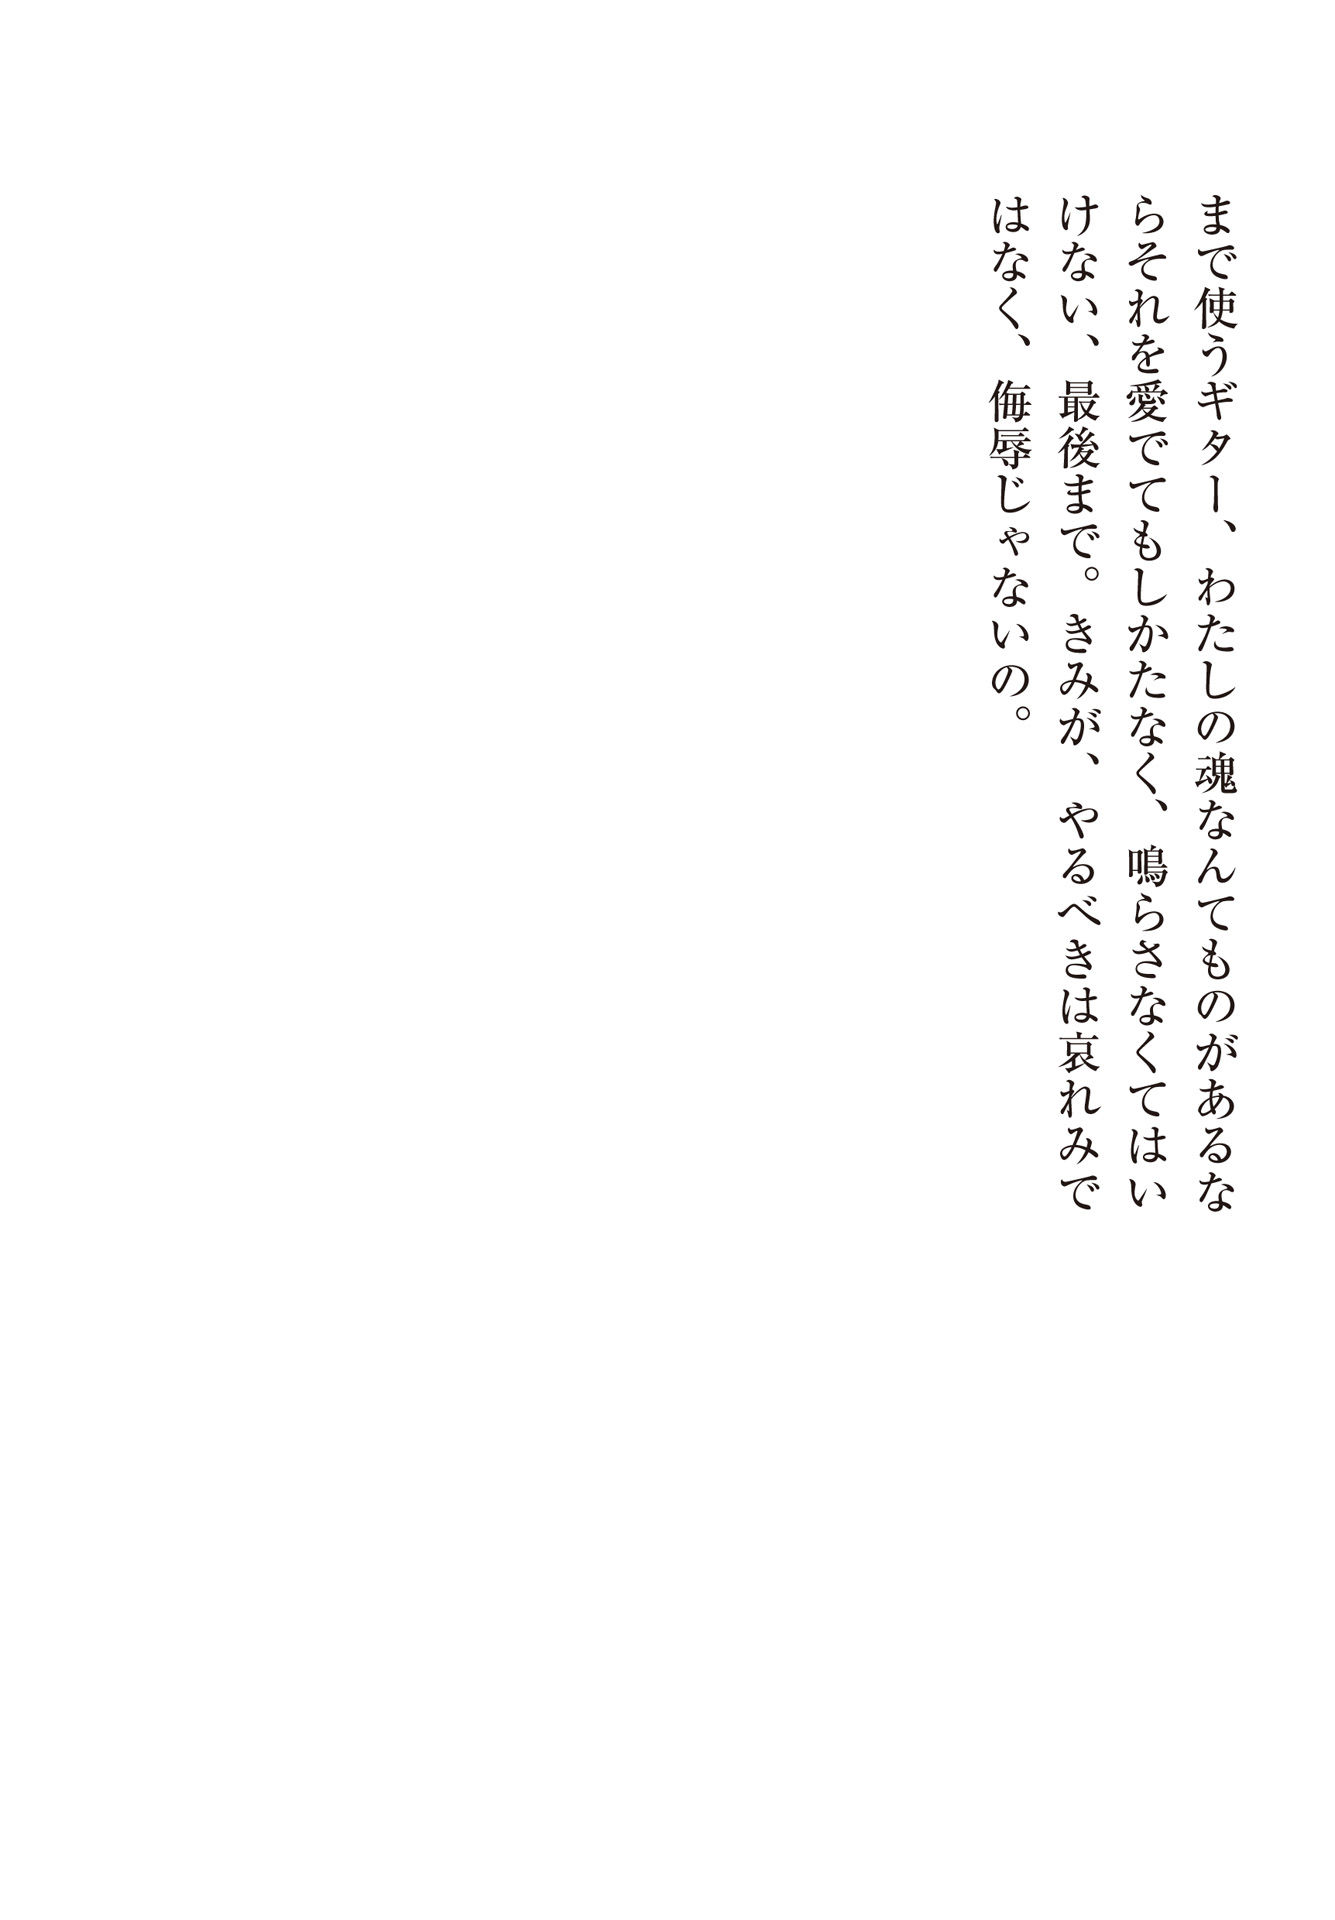 まで使うギター、わたしの魂なんてものがあるな
らそれを愛でてもしかたなく、鳴らさなくてはい
けない、最後まで。きみが、やるべきは哀れみで
はなく、侮辱じゃないの。